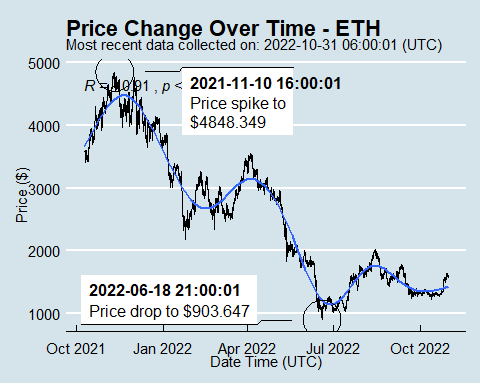 Price Change Over Time - ETH
Most recent data collected on: 2022-10-31 06:00:01 (UTC)
5000
4000
3000
2000
1000
Price ($)
R = 0.91 , p <
2021-11-10 16:00:01
Price spike to
$4848.349
2022-06-18 21:00:01
Price drop to $903.647
Oct 2021
Jan 2022
Apr 2022
Jul 2022
Oct 2022
Date Time (UTC)